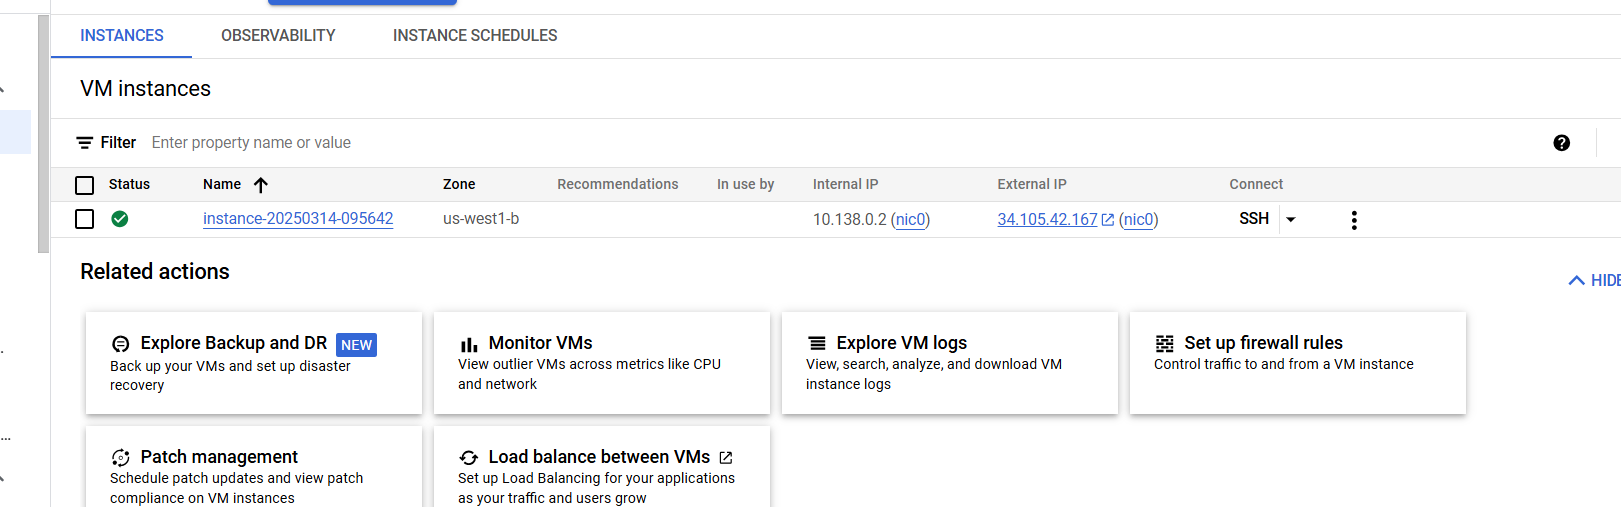 INSTANCES OBSERVABILITY INSTANCE SCHEDULES
VM instances
Filter Enter property name or value
Status Name Zone Recommendations In use by Internal IP External IP Connect
instance-20250314-095642 us-west1-b 10.138.0.2 (nic0) 34.105.42.167 (nic0) SSH
Related actions
HIDE
Explore Backup and DR NEW
Back up your VMs and set up disaster
recovery
Monitor VMs
View outlier VMs across metrics like CPU
and network
Explore VM logs
View, search, analyze, and download VM
instance logs
Set up firewall rules
Control traffic to and from a VM instance
Patch management
Schedule patch updates and view patch
compliance on VM instances
Load balance between VMs
Set up Load Balancing for your applications
as your traffic and users grow